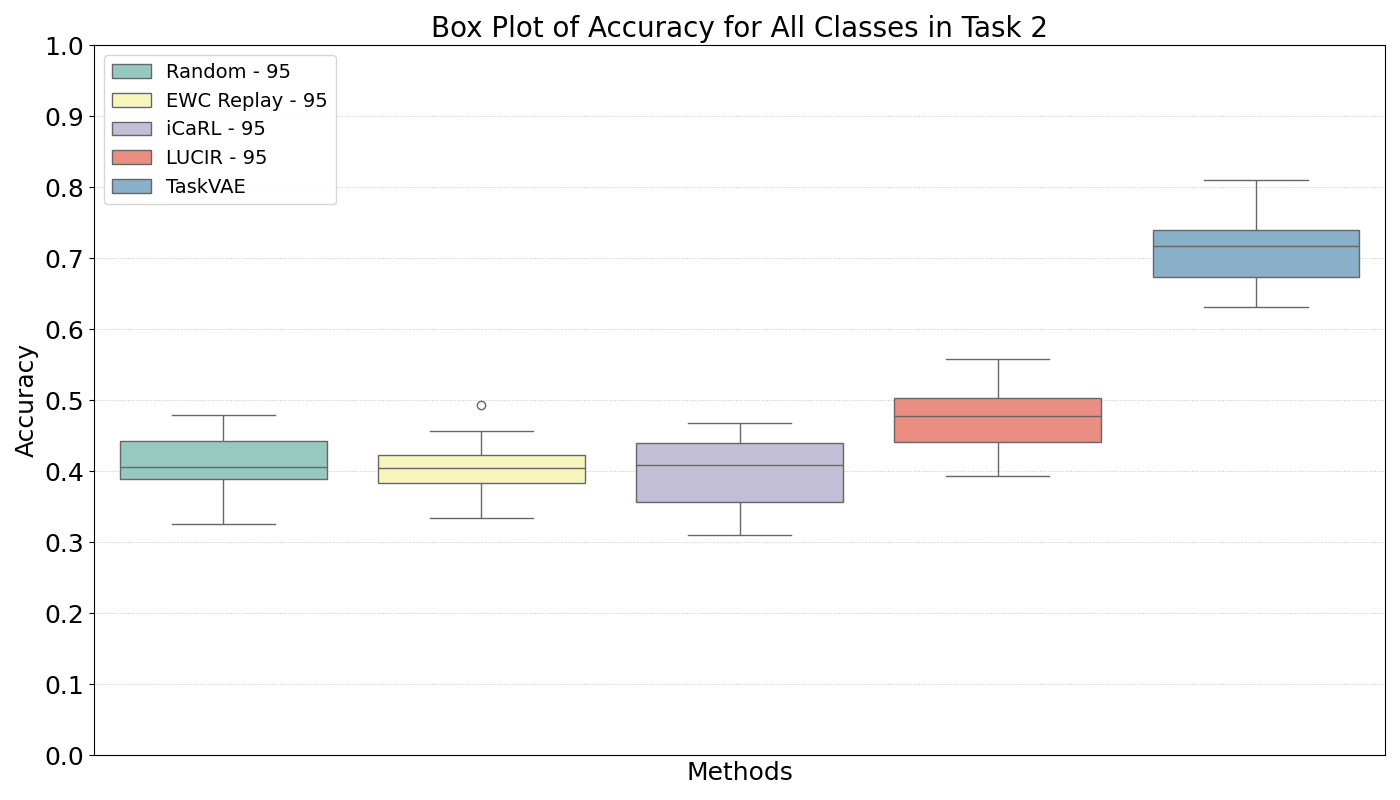 Box Plot of Accuracy for All Classes in Task 2
1.0
0.9
0.8
0.7
0.6
0.5
0.4
0.3
0.2
0.1
0.0
Accuracy
Random - 95
EWC Replay - 95
iCaRL - 95
LUCIR - 95
TaskVAE
Methods